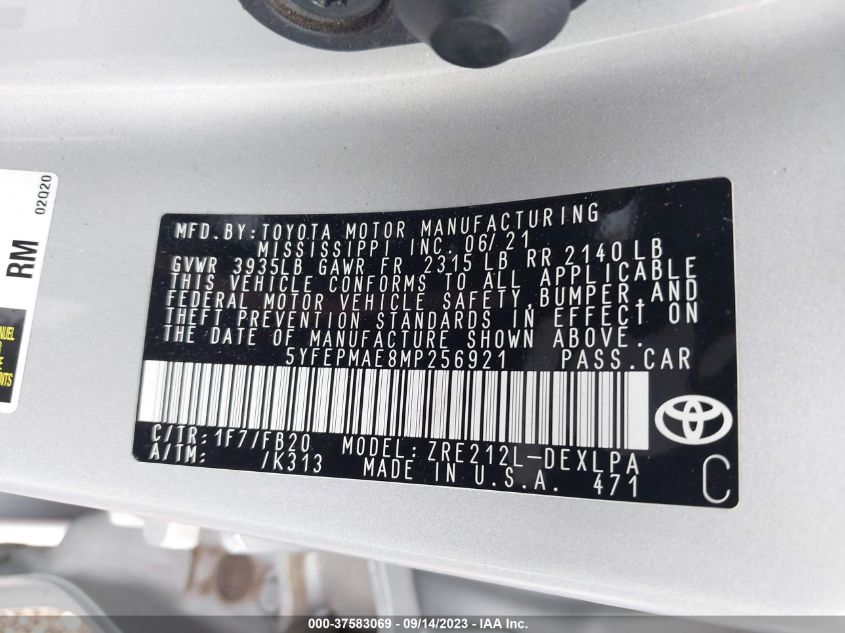 02020
RM
NUEL
R
E
NTS
MFD. BY: TOYOTA MOTOR MANUFACTURING
MISSISSIPPI INC. 06/21
GVWR 3935LB GAWR FR 2315 LB RR 2140LB
THIS VEHICLE CONFORMS TO ALL APPLICABLE
FEDERAL MOTOR VEHICLE SAFETY, BUMPER, AND
THEFT PREVENTION STANDARDS IN EFFECT ON
THE DATE OF MANUFACTURE SHOWN ABOVE.
5YFEPMAE8MP256921 PASS. CAR
C/TR: 1F7/FB20 MODEL: ZRE212L-DEXLPA
A/TM: /K313 MADE IN U.S.A. 471
C
000-37583069 - 09/14/2023 - IAA Inc.